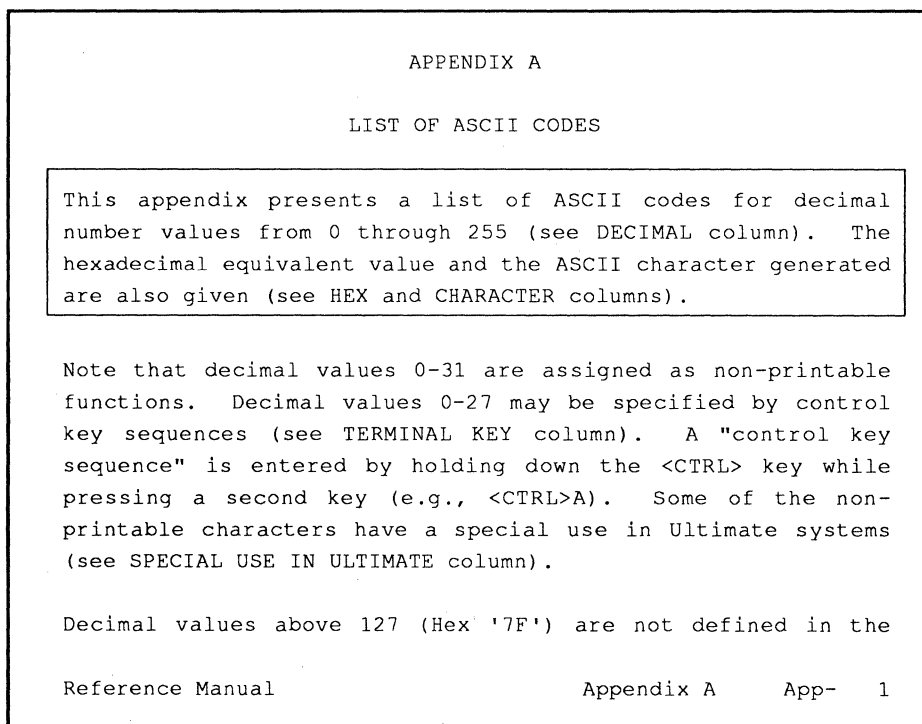 APPENDIX A
LIST OF ASCII CODES
This appendix presents a list of ASCII codes for decimal
number values from 0 through 255 (see DECIMAL column). The
hexadecimal equivalent value and the ASCII character generated
are also given (see HEX and CHARACTER columns).
Note that decimal values 0-31 are assigned as non-printable
functions. Decimal values 0-27 may be specified by control
key sequences (see TERMINAL KEY column). A "control key
sequence" is entered by holding down the <CTRL> key while
pressing a second key (e.g., <CTRL>A). Some of the non-
printable characters have a special use in Ultimate systems
(see SPECIAL USE IN ULTIMATE column).
Decimal values above 127 (Hex '7F') are not defined in the
Reference Manual Appendix A App- 1